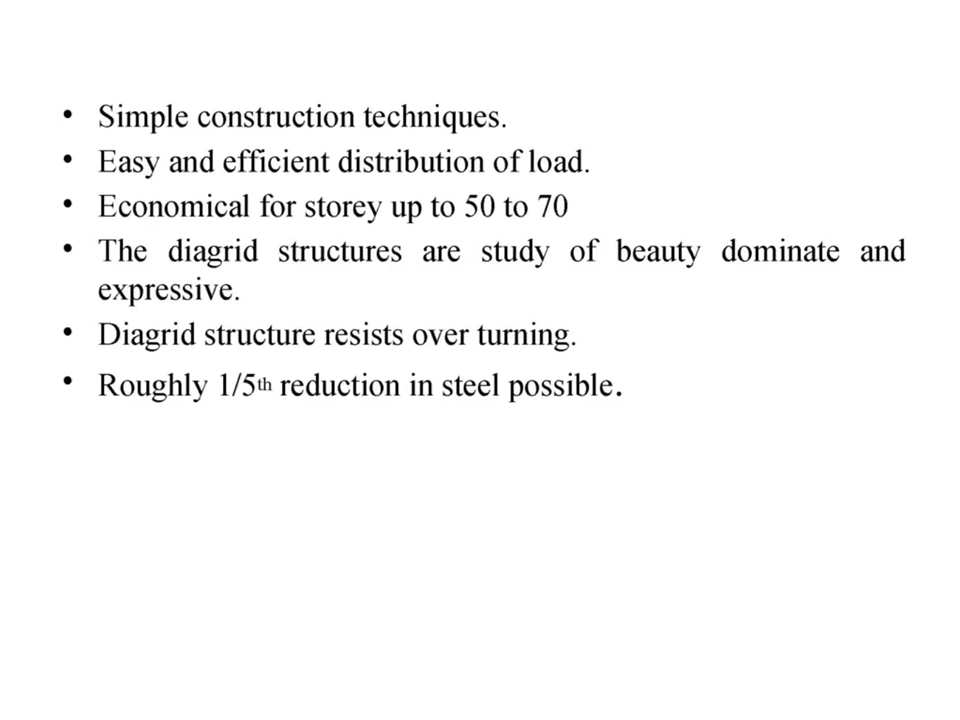 • Simple construction techniques.
• Easy and efficient distribution of load.
• Economical for storey up to 50 to 70
• The diagrid structures are study of beauty dominate and
expressive.
• Diagrid structure resists over turning.
• Roughly 1/5th reduction in steel possible.